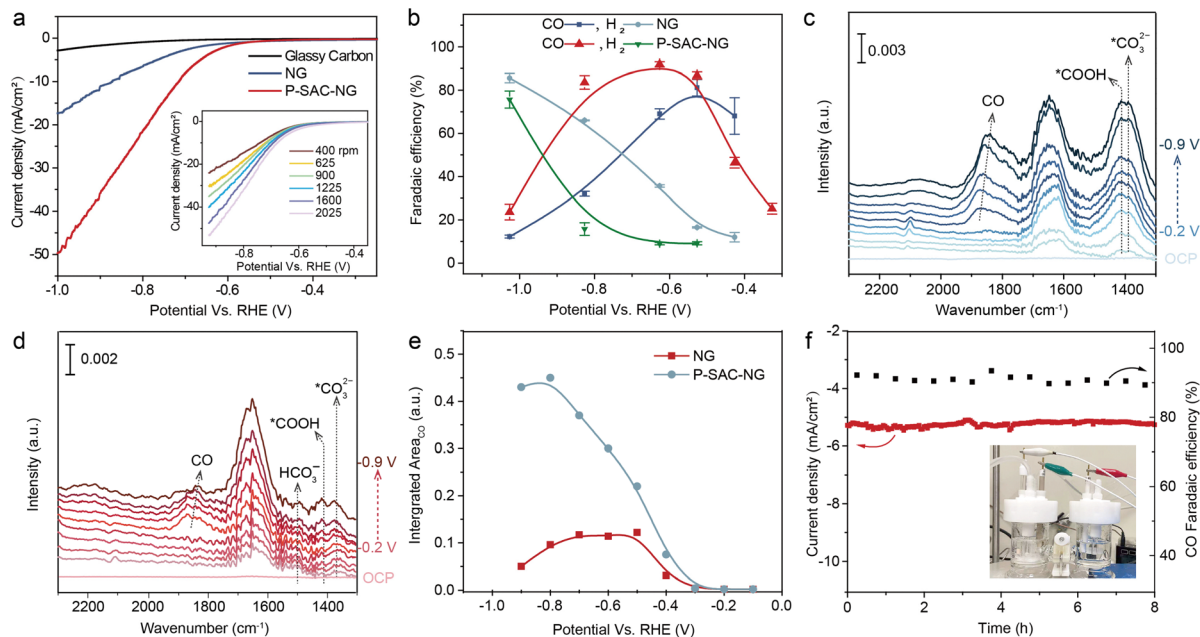 a
Current density (mA/cm²)
0
-10
-20
-30
-40
-50
Glassy Carbon
NG
P-SAC-NG
Current density (mA/cm²)
0
-20
-40
400 rpm
625
900
1225
1600
2025
-0.8
-0.6
-0.4
Potential Vs. RHE (V)
-1.0
-0.8
-0.6
-0.4
Potential Vs. RHE (V)
b
CO , H₂ NG
CO , H₂ P-SAC-NG
Faradaic efficiency (%)
100
80
60
40
20
0
-1.0
-0.8
-0.6
-0.4
Potential Vs. RHE (V)
c
0.003
*CO₃²⁻
*COOH
CO
-0.9 V
-0.2 V
OCP
Intensity (a.u.)
2200
2000
1800
1600
1400
Wavenumber (cm⁻¹)
d
0.002
*CO₃²⁻
*COOH
HCO₃⁻
CO
-0.9 V
-0.2 V
OCP
Intensity (a.u.)
2200
2000
1800
1600
1400
Wavenumber (cm⁻¹)
e
NG
P-SAC-NG
Intergrated Area_CO (a.u.)
0.5
0.4
0.3
0.2
0.1
0.0
-1.0
-0.8
-0.6
-0.4
-0.2
0.0
Potential Vs. RHE (V)
f
Current density (mA/cm²)
-2
-4
-6
-8
-10
CO Faradaic efficiency (%)
100
80
60
40
0
2
4
6
8
Time (h)